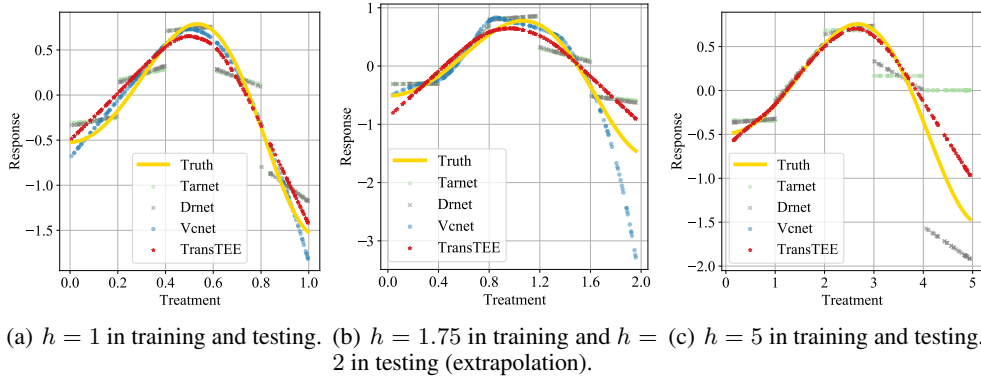 0.5
0.0
−0.5
−1.0
−1.5
Response
0.0 0.2 0.4 0.6 0.8 1.0
Treatment
Truth
Tarnet
Drnet
Vcnet
TransTEE
1
0
−1
−2
−3
Response
0.0 0.4 0.8 1.2 1.6 2.0
Treatment
Truth
Tarnet
Drnet
Vcnet
TransTEE
1.0
0.5
0.0
−0.5
−1.0
−1.5
−2.0
Response
0 1 2 3 4 5
Treatment
Truth
Tarnet
Drnet
Vcnet
TransTEE
(a) h = 1 in training and testing.
(b) h = 1.75 in training and h =
2 in testing (extrapolation).
(c) h = 5 in training and testing.